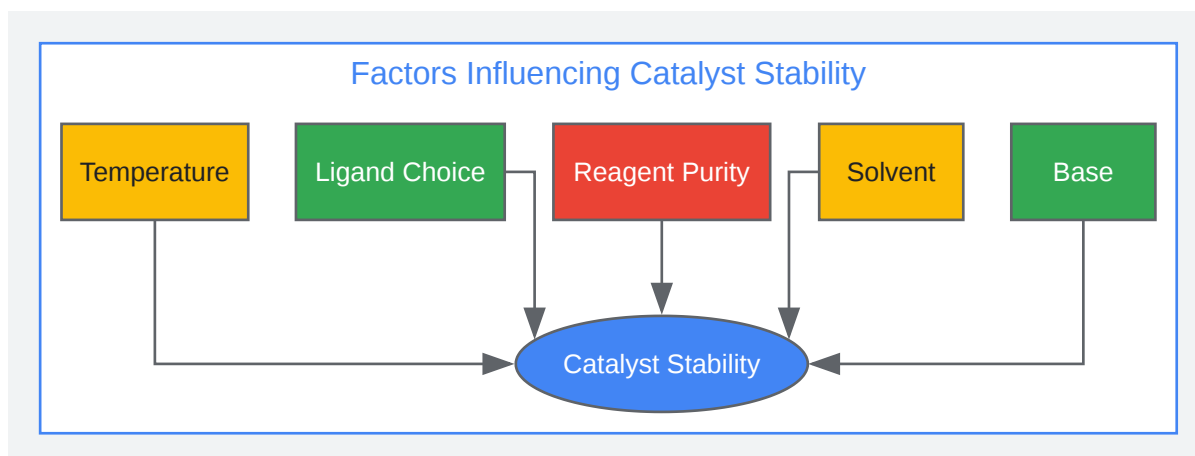 Factors Influencing Catalyst Stability
Temperature
Ligand Choice
Reagent Purity
Solvent
Base
Catalyst Stability